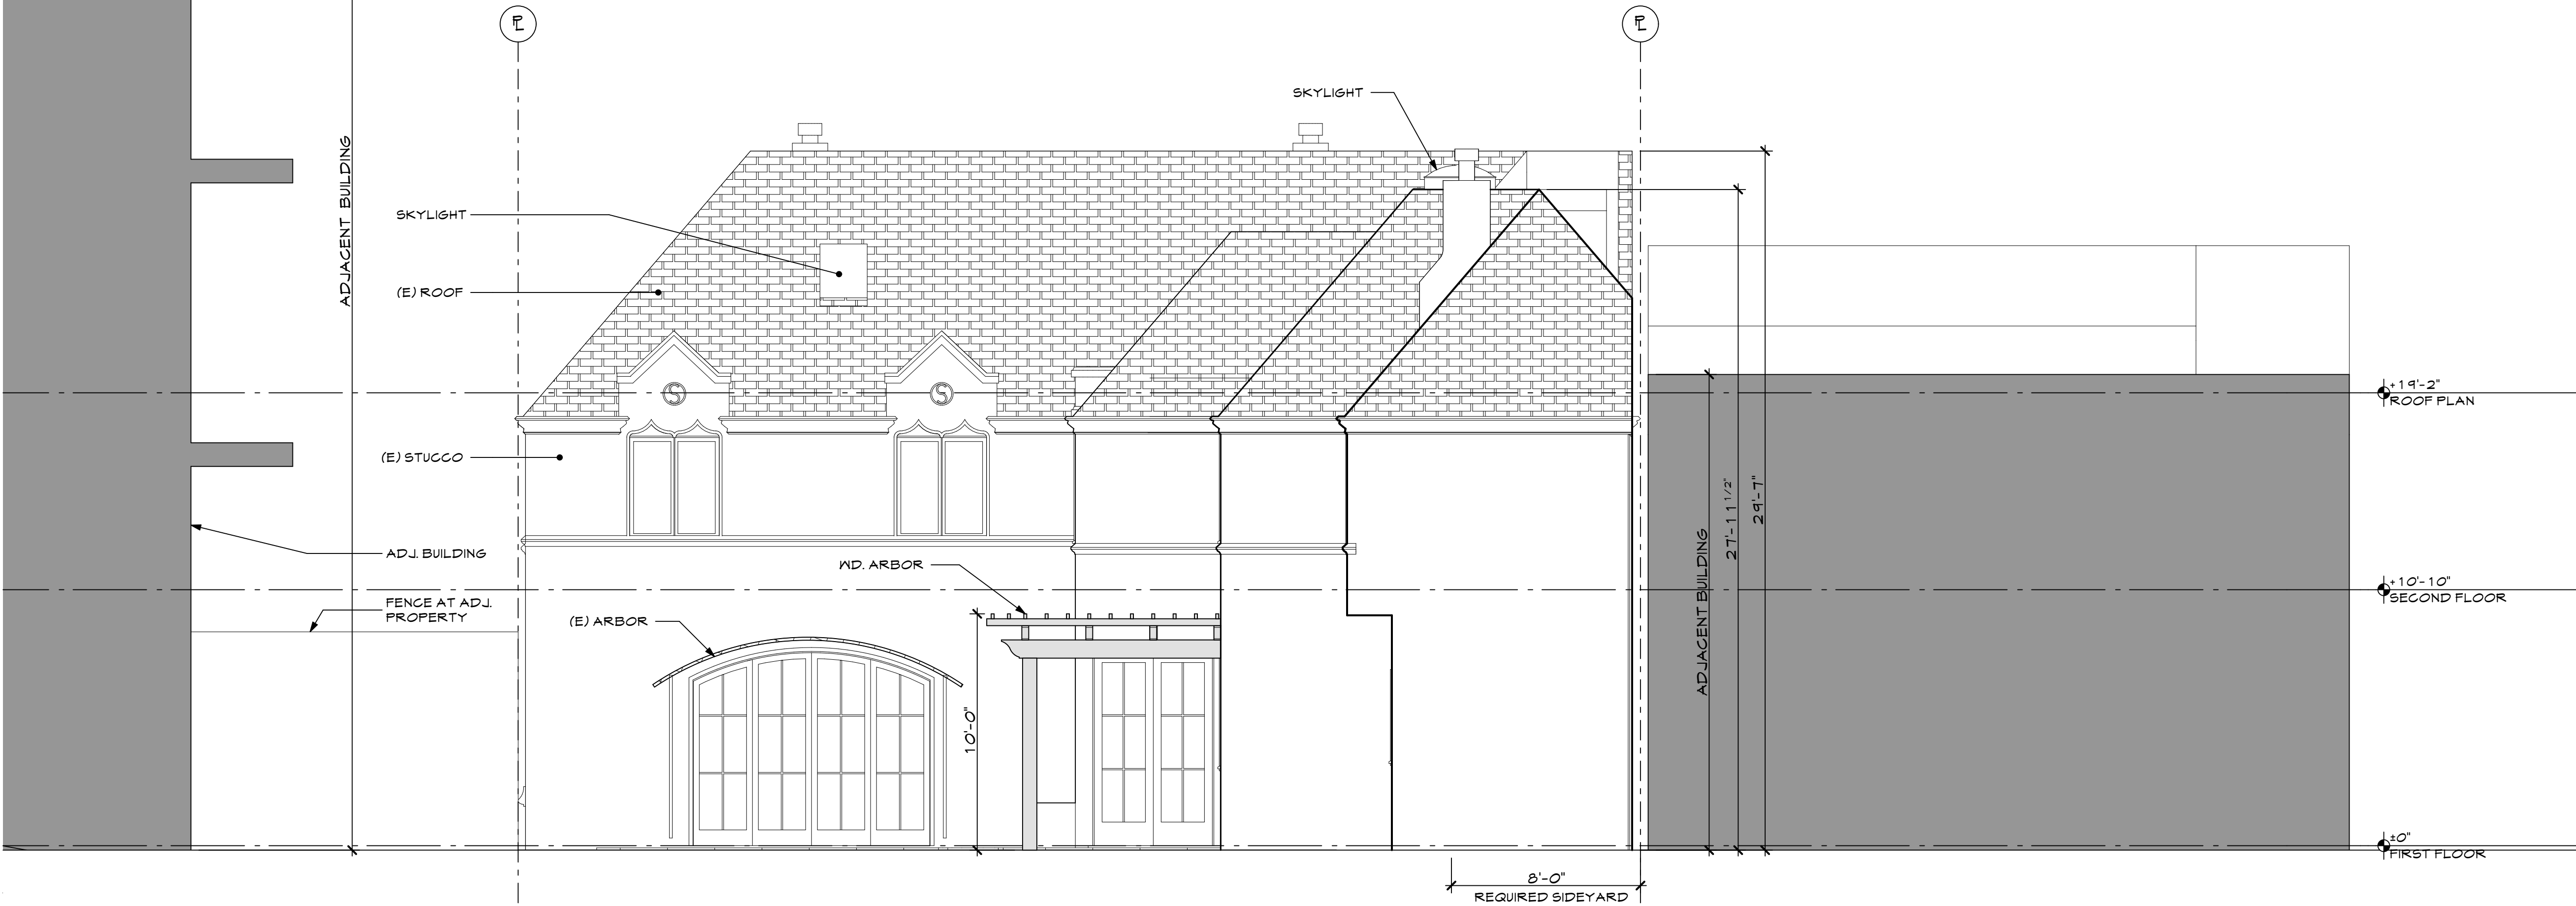 ℄
℄
SKYLIGHT
ADJACENT BUILDING
SKYLIGHT
(E) ROOF
(E) STUCCO
ADJ. BUILDING
FENCE AT ADJ.
PROPERTY
WD. ARBOR
(E) ARBOR
10'-0"
S
S
ADJACENT BUILDING
27'-11 1/2"
29'-7"
+19'-2"
ROOF PLAN
+10'-10"
SECOND FLOOR
±0"
FIRST FLOOR
8'-0"
REQUIRED SIDEYARD